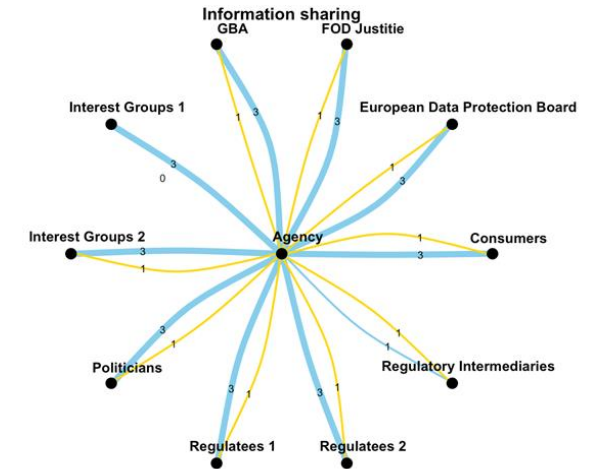 Information sharing
GBA
FOD Justitie
Interest Groups 1
European Data Protection Board
3
1
1
3
3
0
1
3
Interest Groups 2
Agency
Consumers
3
1
1
3
3
1
1
1
Politicians
Regulatory Intermediaries
3
1
3
1
Regulatees 1
Regulatees 2